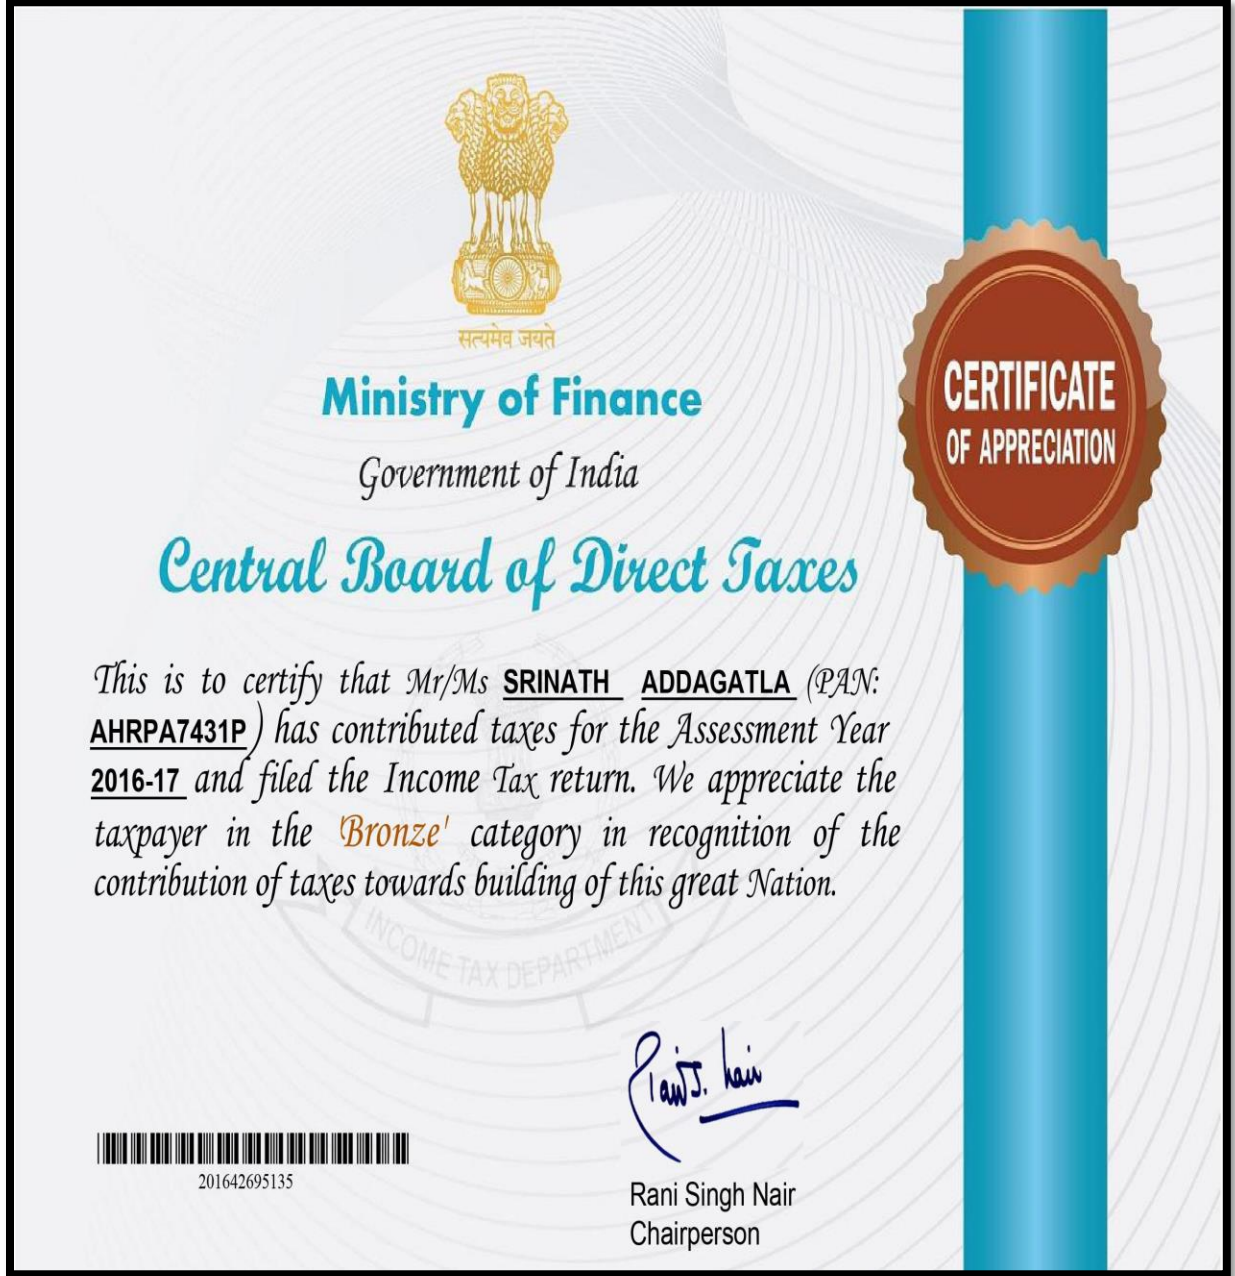 सत्यमेव जयते
Ministry of Finance
Government of India
Central Board of Direct Taxes
CERTIFICATE
OF APPRECIATION
This is to certify that Mr/Ms SRINATH ADDAGATLA (PAN:
AHRPA7431P) has contributed taxes for the Assessment Year
2016-17 and filed the Income Tax return. We appreciate the
taxpayer in the 'Bronze' category in recognition of the
contribution of taxes towards building of this great Nation.
INCOME TAX DEPARTMENT
Rani S. Nair
201642695135
Rani Singh Nair
Chairperson